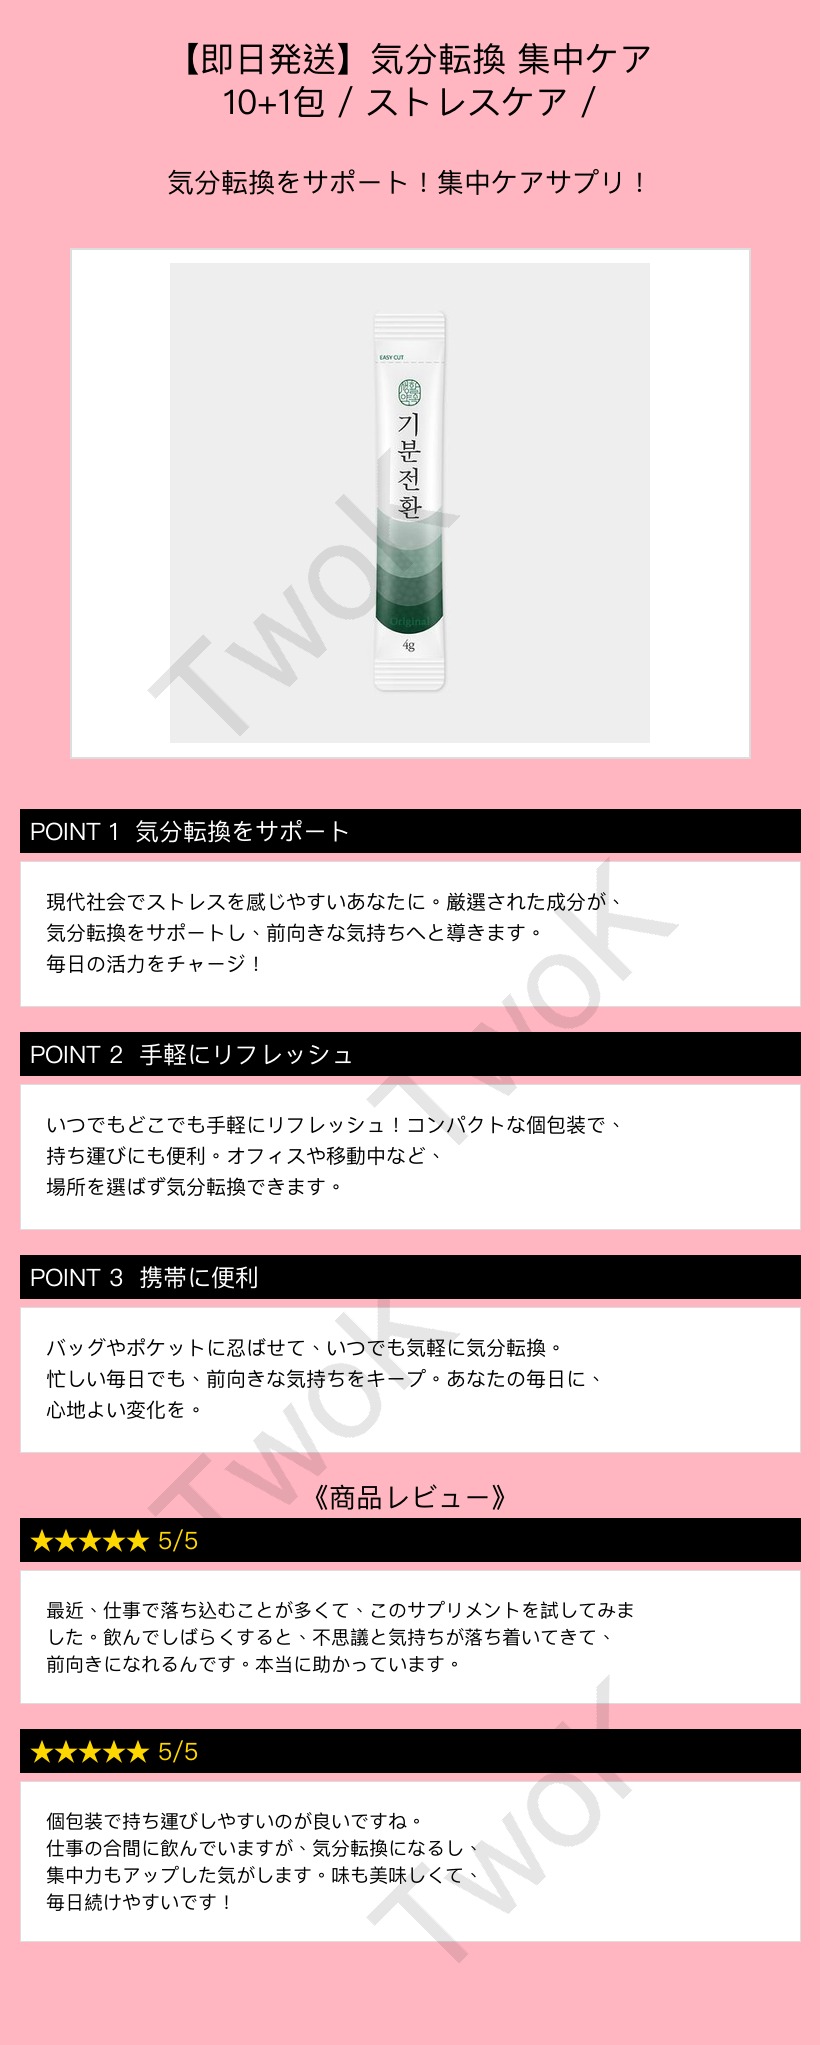 【即日発送】気分転換 集中ケア
10+1包 / ストレスケア /
気分転換をサポート！集中ケアサプリ！
EASY CUT
기
분
전
환
Original
4g
TwoK
POINT 1 気分転換をサポート
現代社会でストレスを感じやすいあなたに。厳選された成分が、
気分転換をサポートし、前向きな気持ちへと導きます。
毎日の活力をチャージ！
TwoK
POINT 2 手軽にリフレッシュ
いつでもどこでも手軽にリフレッシュ！コンパクトな個包装で、
持ち運びにも便利。オフィスや移動中など、
場所を選ばず気分転換できます。
POINT 3 携帯に便利
バッグやポケットに忍ばせて、いつでも気軽に気分転換。
忙しい毎日でも、前向きな気持ちをキープ。あなたの毎日に、
心地よい変化を。
TwoK
《商品レビュー》
★★★★★ 5/5
最近、仕事で落ち込むことが多くて、このサプリメントを試してみま
した。飲んでしばらくすると、不思議と気持ちが落ち着いてきて、
前向きになれるんです。本当に助かっています。
★★★★★ 5/5
個包装で持ち運びしやすいのが良いですね。
仕事の合間に飲んでいますが、気分転換になるし、
集中力もアップした気がします。味も美味しくて、
毎日続けやすいです！
TwoK